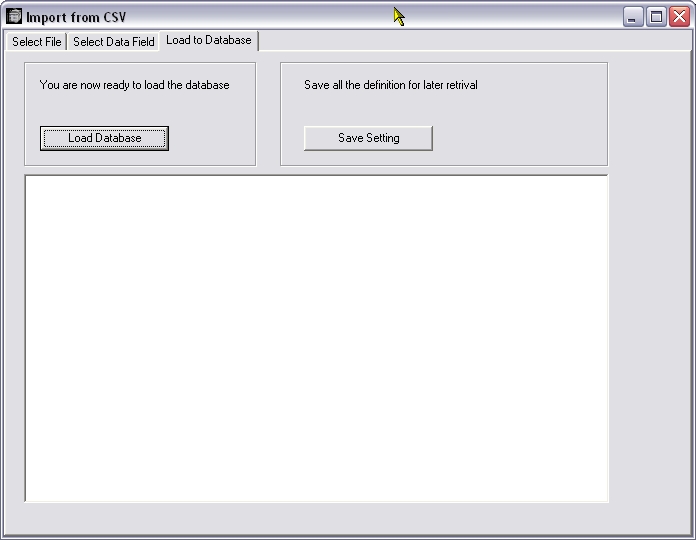 Import from CSV
Select File Select Data Field Load to Database
You are now ready to load the database
Save all the definition for later retrival
Load Database
Save Setting